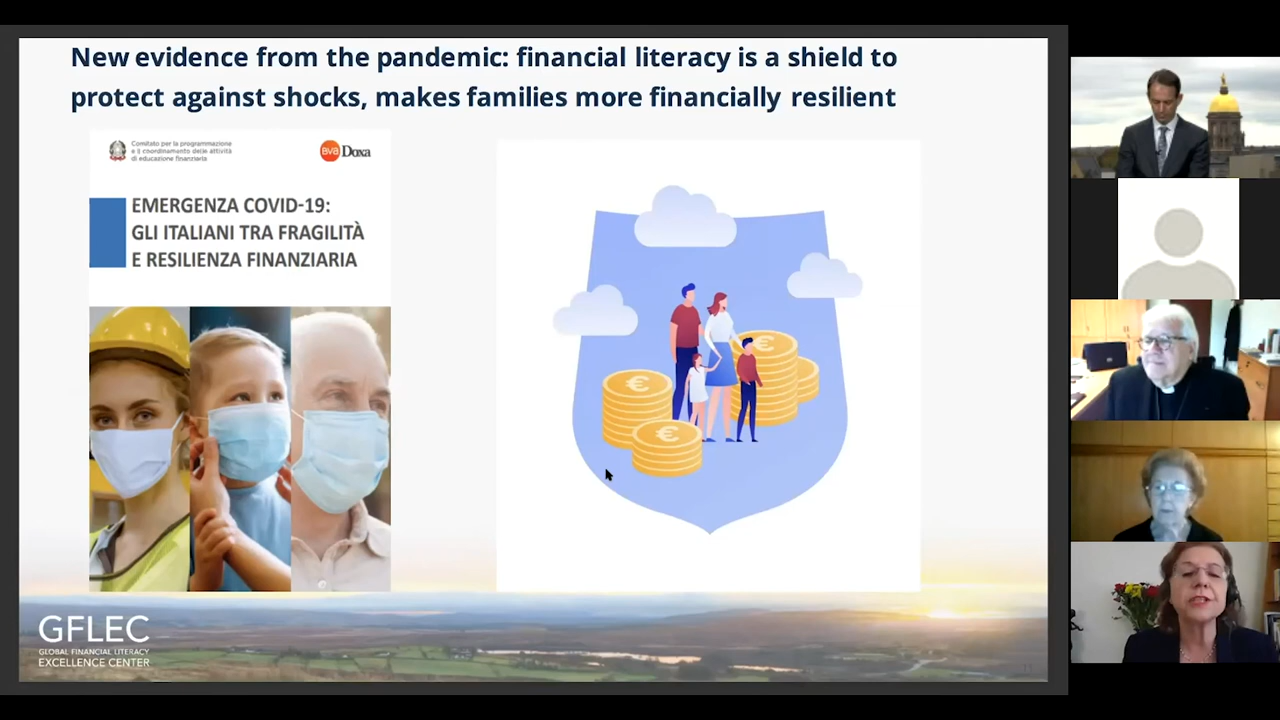 New evidence from the pandemic: financial literacy is a shield to
protect against shocks, makes families more financially resilient
Comitato per la programmazione
e il coordinamento delle attività
di educazione finanziaria
BVA Doxa
EMERGENZA COVID-19:
GLI ITALIANI TRA FRAGILITÀ
E RESILIENZA FINANZIARIA
€
€
€
GFLEC
GLOBAL FINANCIAL LITERACY
EXCELLENCE CENTER